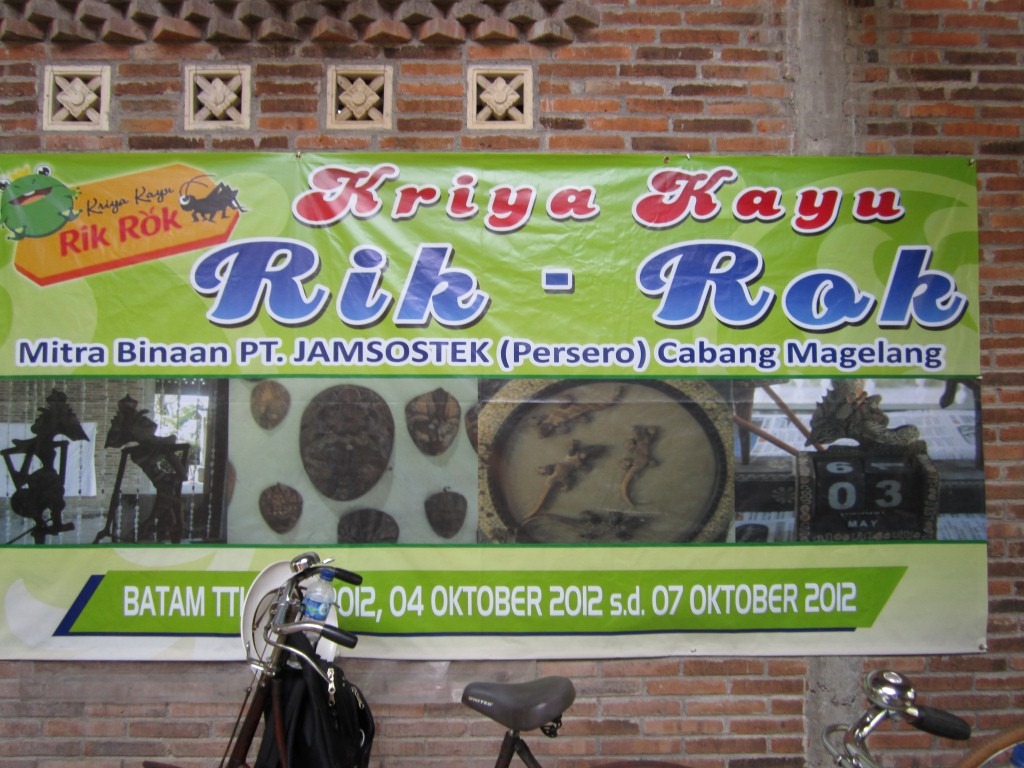 Kriya Kayu
Rik Rok
Kriya Kayu
Rik - Rok
Mitra Binaan PT. JAMSOSTEK (Persero) Cabang Magelang
03
MAY
BATAM TTI 2012, 04 OKTOBER 2012 s.d. 07 OKTOBER 2012
UNITED